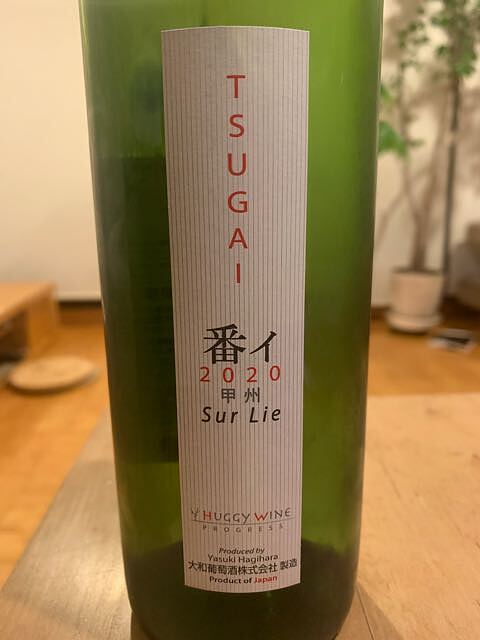 TSUGAI
番イ
2020
甲州
Sur Lie
HUGGY WINE
PROGRESS
Produced by
Yasuki Hagihara
大和葡萄酒株式会社 製造
Product of Japan